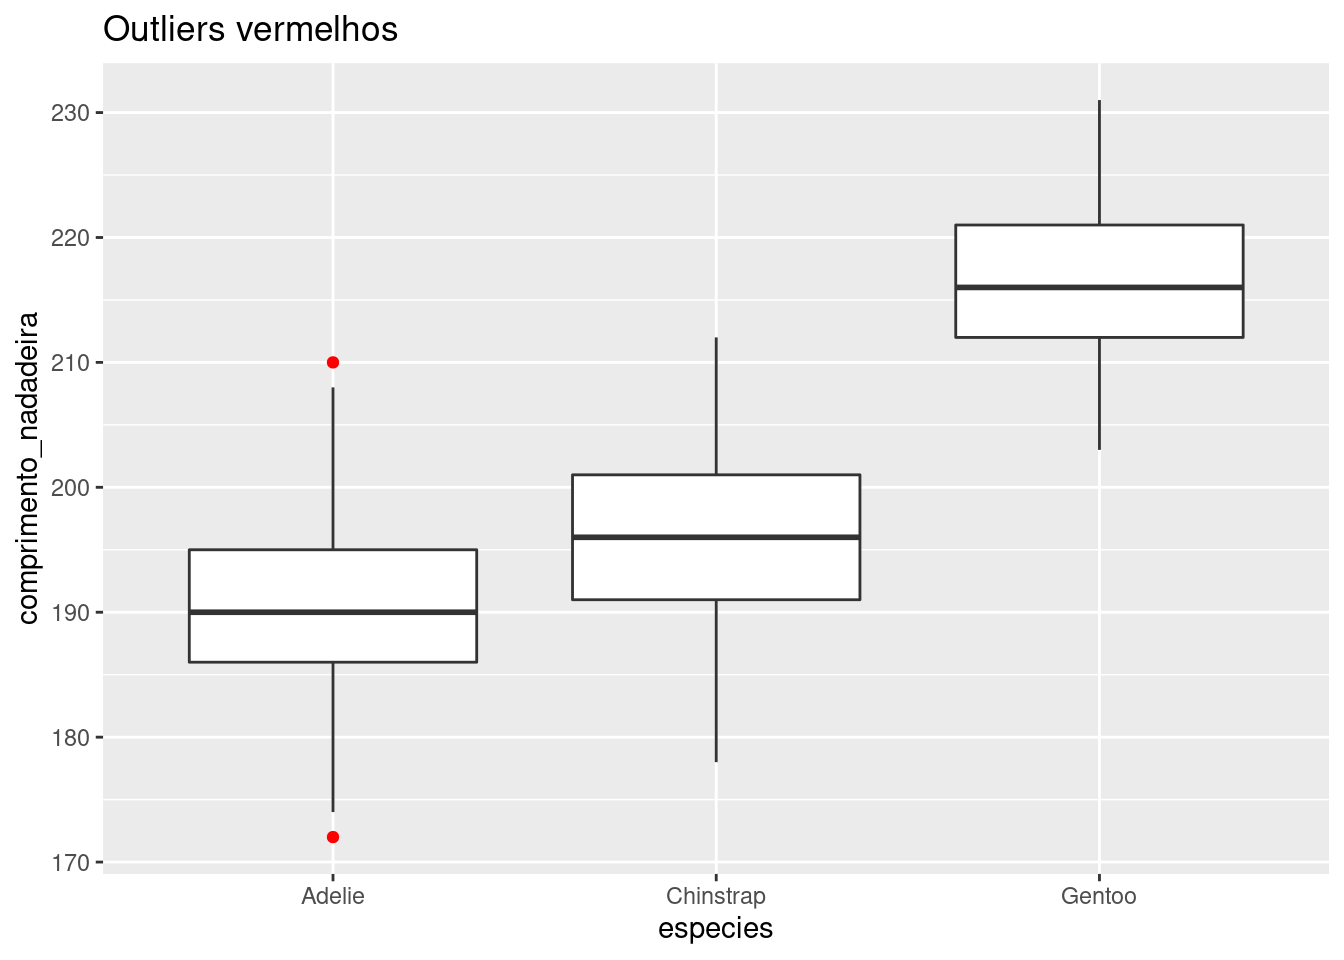 Outliers vermelhos
comprimento_nadadeira
230
220
210
200
190
180
170
Adelie
Chinstrap
Gentoo
especies